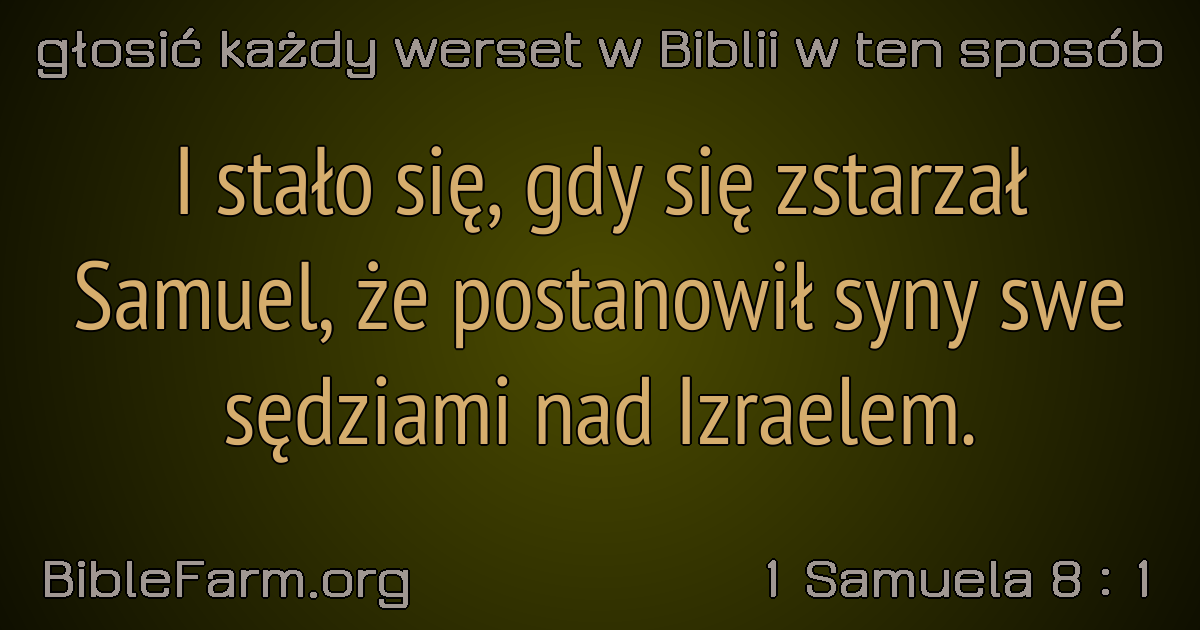 głosić każdy werset w Biblii w ten sposób
I stało się, gdy się zstarzał
Samuel, że postanowił syny swe
sędziami nad Izraelem.
BibleFarm.org
1 Samuela 8 : 1